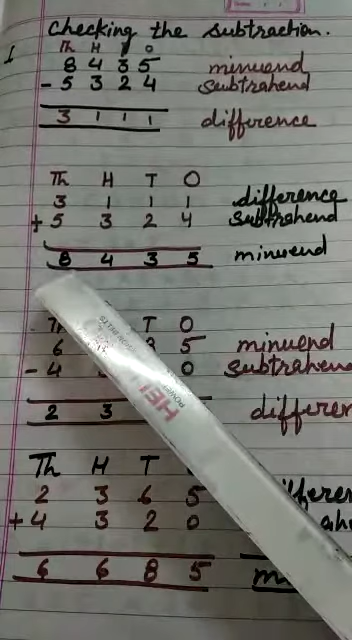 Checking the subtraction.
1
Th H T O
8 4 3 5 minuend
- 5 3 2 4 subtrahend
3 1 1 1 difference
Th H T O
3 1 1 1 difference
+ 5 3 2 4 subtrahend
8 4 3 5 minuend
T O
6 5 minuend
- 4 0
2 3
Th H T O
2 3 6 5
+ 4 3 2 0
6 6 8 5